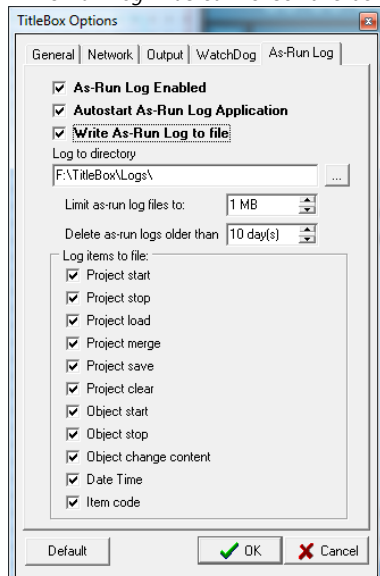 TitleBox Options
General Network Output WatchDog As-Run Log
As-Run Log Enabled
Autostart As-Run Log Application
Write As-Run Log to file
Log to directory
F:\TitleBox\Logs\ ...
Limit as-run log files to: 1 MB
Delete as-run logs older than 10 day(s)
Log items to file:
Project start
Project stop
Project load
Project merge
Project save
Project clear
Object start
Object stop
Object change content
Date Time
Item code
Default OK Cancel